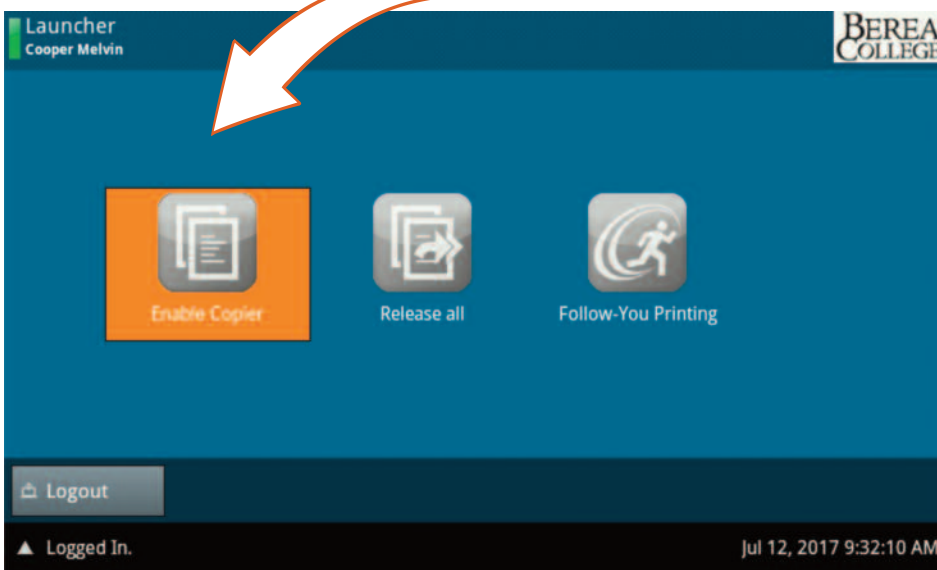 Launcher
Cooper Melvin
BEREA
COLLEGE
Enable Copier
Release all
Follow-You Printing
Logout
Logged In.
Jul 12, 2017 9:32:10 AM